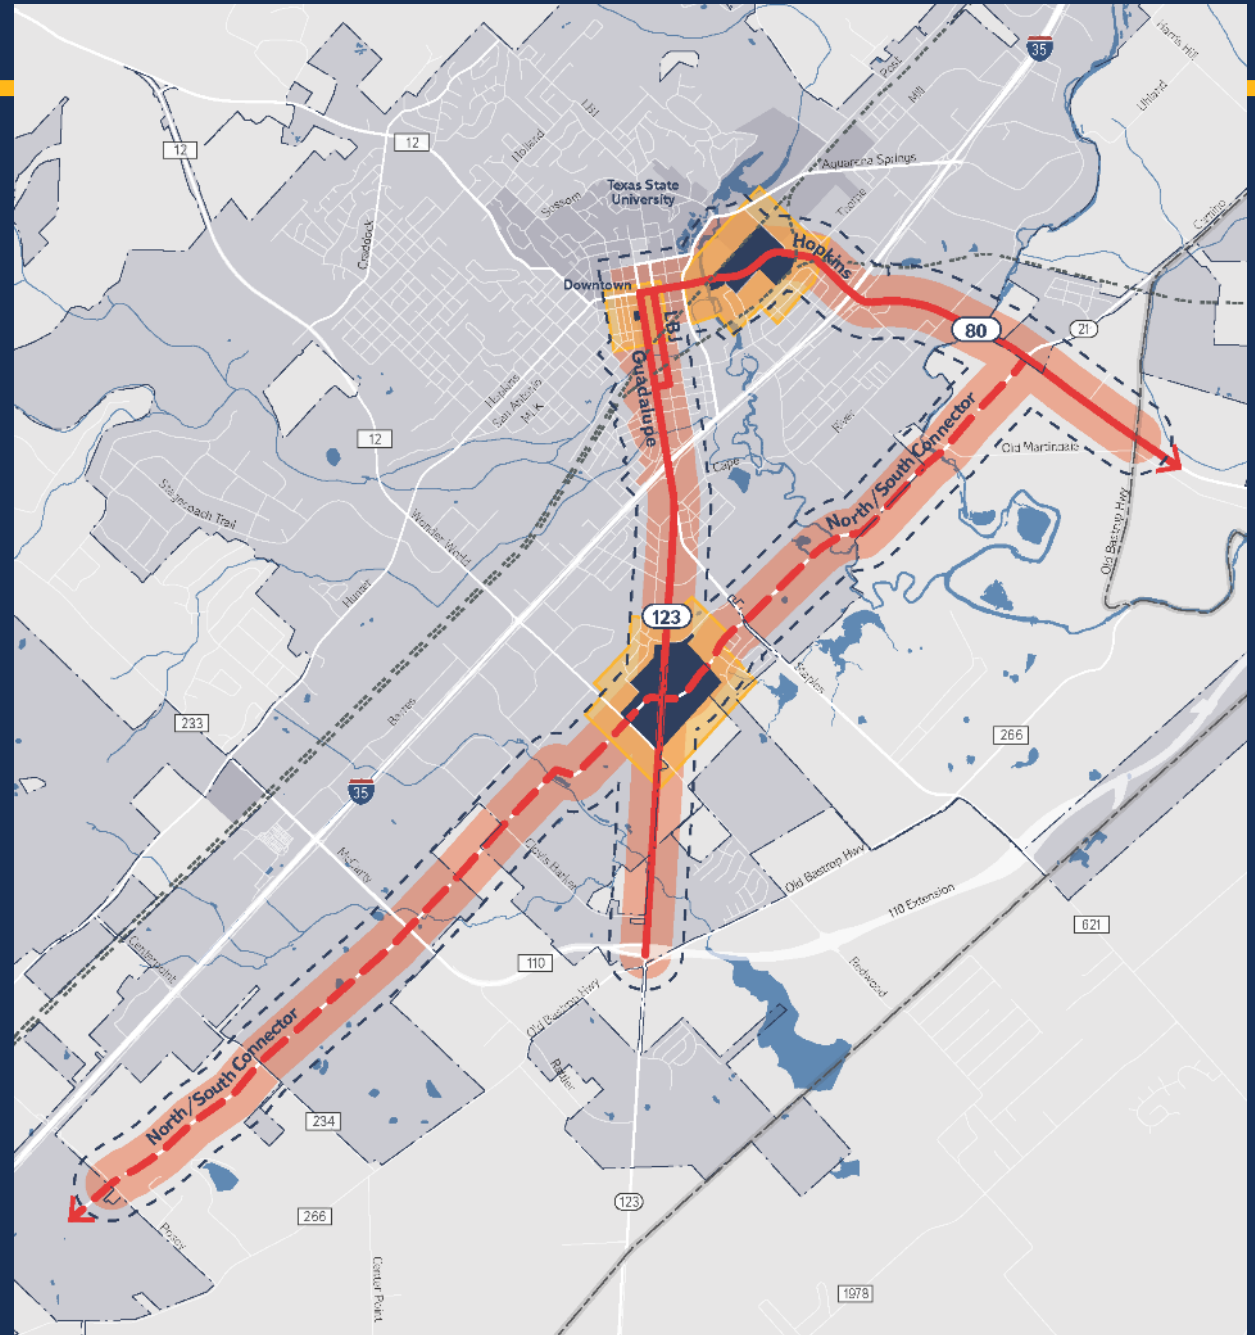 Harris Hill
35
Post
Uhland
Mill
LBJ
12
12
Holland
Aquarena Springs
Texas State
University
Sessom
Thorpe
Camino
Craddock
Hopkins
Downtown
LBJ
80
21
Guadalupe
Hopkins
San Antonio
MLK
River
North/South Connector
12
Old Martindale
Cape
Stagecoach Trail
Wonder World
Old Bastrop Hwy
Hunter
123
Staples
233
Barnes
266
35
McCarty
Clovis Barker
Old Bastrop Hwy
110 Extension
621
Centerpoint
110
Redwood
Old Bastrop Hwy
North/South Connector
Rattler
234
123
266
Posey
Center Point
1978